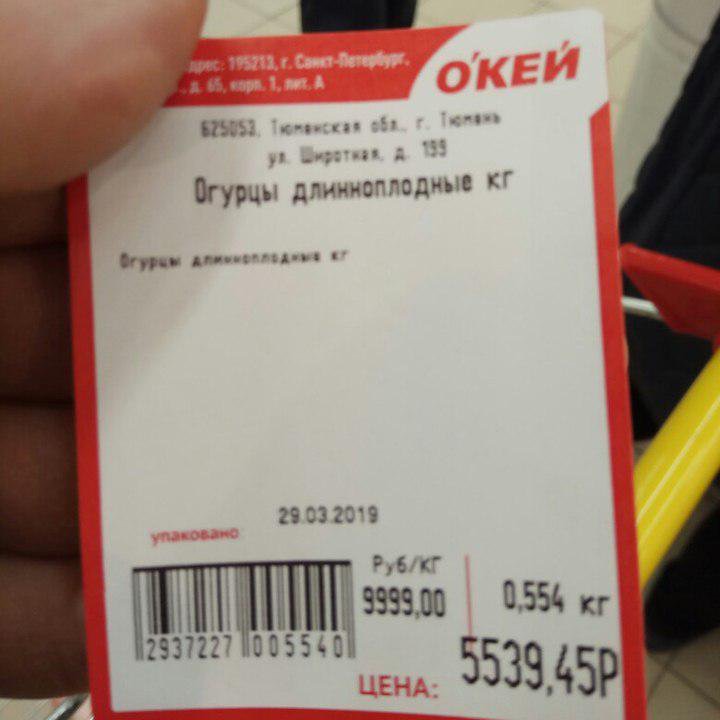 дрес: 195213, г. Санкт-Петербург,
д. 65, корп. 1, лит. А
О'КЕЙ
625053, Тюменская обл., г. Тюмень
ул. Широтная, д. 199
Огурцы длинноплодные кг
Огурцы длинноплодные кг
29.03.2019
упаковано:
Руб/КГ
9999,00
0,554 кг
2937227 005540
ЦЕНА: 5539,45Р